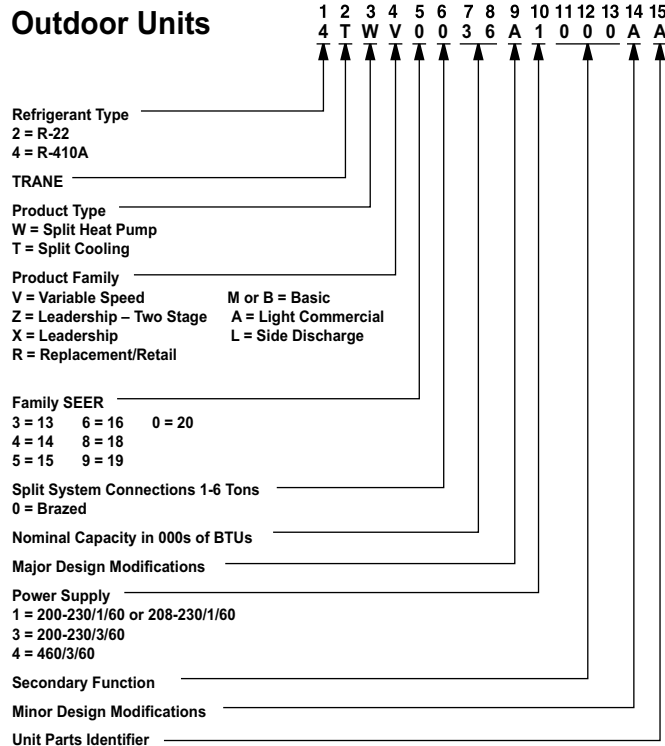 Outdoor Units
1 2 3 4 5 6 7 8 9 10 11 12 13 14 15
4 T W V 0 0 3 6 A 1 0 0 0 A A
Refrigerant Type
2 = R-22
4 = R-410A
TRANE
Product Type
W = Split Heat Pump
T = Split Cooling
Product Family
V = Variable Speed M or B = Basic
Z = Leadership – Two Stage A = Light Commercial
X = Leadership L = Side Discharge
R = Replacement/Retail
Family SEER
3 = 13 6 = 16 0 = 20
4 = 14 8 = 18
5 = 15 9 = 19
Split System Connections 1-6 Tons
0 = Brazed
Nominal Capacity in 000s of BTUs
Major Design Modifications
Power Supply
1 = 200-230/1/60 or 208-230/1/60
3 = 200-230/3/60
4 = 460/3/60
Secondary Function
Minor Design Modifications
Unit Parts Identifier